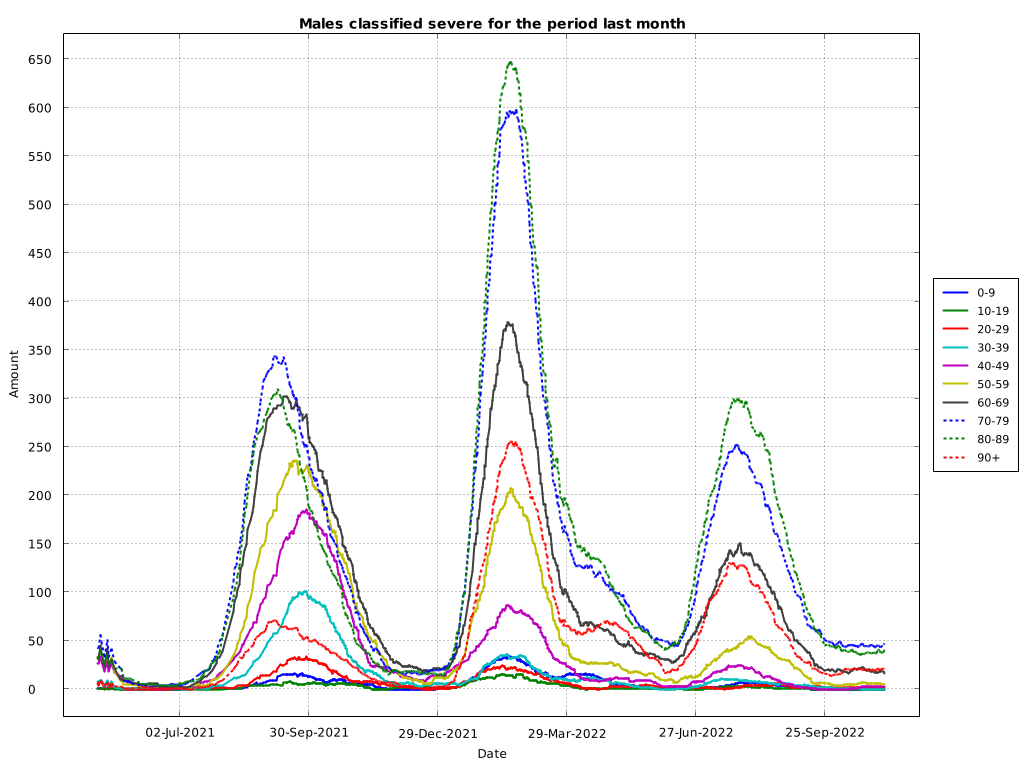 Males classified severe for the period last month
650
600
550
500
450
400
350
300
250
200
150
100
50
0
Amount
02-Jul-2021
30-Sep-2021
29-Dec-2021
29-Mar-2022
27-Jun-2022
25-Sep-2022
Date
0-9
10-19
20-29
30-39
40-49
50-59
60-69
70-79
80-89
90+